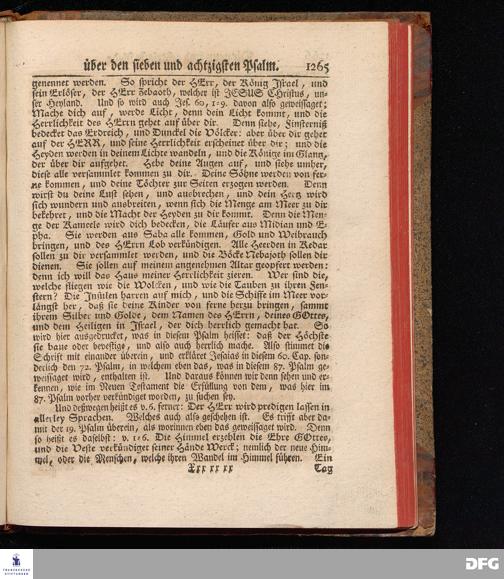 über den sieben und achtzigsten Psalm. 1265
genennet werden. So spricht der HErr, der König Israel, und
sein Erlöser, der HErr Zebaoth, welcher ist JESUS CHristus, un-
ser Heyland. Und so wird auch Jes. 60, 1=9. davon also geweissaget;
Mache dich auf, werde Licht, denn dein Licht kommt, und die
Herrlichkeit des HErrn gehet auf über dir. Denn siehe, Finsterniß
bedecket das Erdreich, und Dunckel die Völcker: aber über dir gehet
auf der HERR, und seine Herrlichkeit erscheinet über dir; und die
Heyden werden in deinem Lichte wandeln, und die Könige im Glantz,
der über dir aufgehet. Hebe deine Augen auf, und siehe umher,
diese alle versammlet kommen zu dir. Deine Söhne werden von fer-
ne kommen, und deine Töchter zur Seiten erzogen werden. Denn
wirst du deine Lust sehen, und ausbrechen, und dein Hertz wird
sich wundern und ausbreiten, wenn sich die Menge am Meer zu dir
bekehret, und die Macht der Heyden zu dir kommt. Denn die Men-
ge der Kameele wird dich bedecken, die Läufer aus Midian und E-
pha. Sie werden aus Saba alle kommen, Gold und Weihrauch
bringen, und des HErrn Lob verkündigen. Alle Heerden in Kedar
sollen zu dir versammlet werden, und die Böcke Nebajoth sollen dir
dienen. Sie sollen auf meinem angenehmen Altar geopfert werden:
denn ich will das Haus meiner Herrlichkeit zieren. Wer sind die,
welche fliegen wie die Wolcken, und wie die Tauben zu ihren Fen-
stern? Die Insülen harren auf mich, und die Schiffe im Meer vor-
längst her, daß sie deine Kinder von ferne herzu bringen, sammt
ihrem Silber und Golde, dem Namen des HErrn, deines GOttes,
und dem Heiligen in Israel, der dich herrlich gemacht hat. So
wird hier ausgedrucket, was in diesem Psalm heisset: daß der Höchste
sie baue oder bevestige, und also auch herrlich mache. Also stimmet die
Schrift mit einander überein, und erkläret Jesaias in diesem 60. Cap. son-
derlich den 72. Psalm, in welchem eben das, was in diesem 87. Psalm ge-
weissaget wird, enthalten ist. Und daraus können wir denn sehen und er-
kennen, wie im Neuen Testament die Erfüllung von dem, was hier im
87. Psalm vorher verkündiget worden, zu suchen sey.
Und deßwegen heißt es v. 6. ferner: Der HErr wird predigen lassen in
allerley Sprachen. Welches auch also geschehen ist. Es trifft aber da-
mit der 19. Psalm überein, als worinnen eben das geweissaget wird. Denn
so heißt es daselbst: v. 1=6. Die Himmel erzehlen die Ehre GOttes,
und die Veste verkündiget seiner Hände Werck; nemlich der neue Him-
mel, oder die Menschen, welche ihren Wandel im Himmel führen. Ein
Xxx xx xx Tag
FRANCKESCHE
STIFTUNGEN
DFG